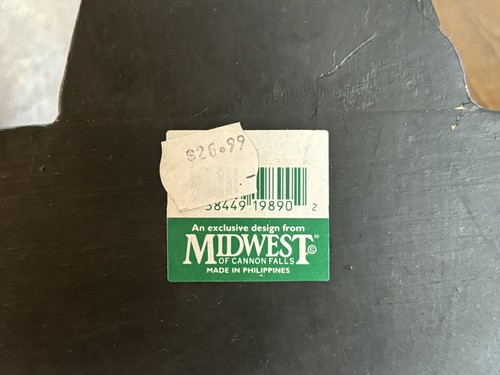 $26.99
38449 19890 2
An exclusive design from
MIDWEST ©
OF CANNON FALLS
MADE IN PHILIPPINES